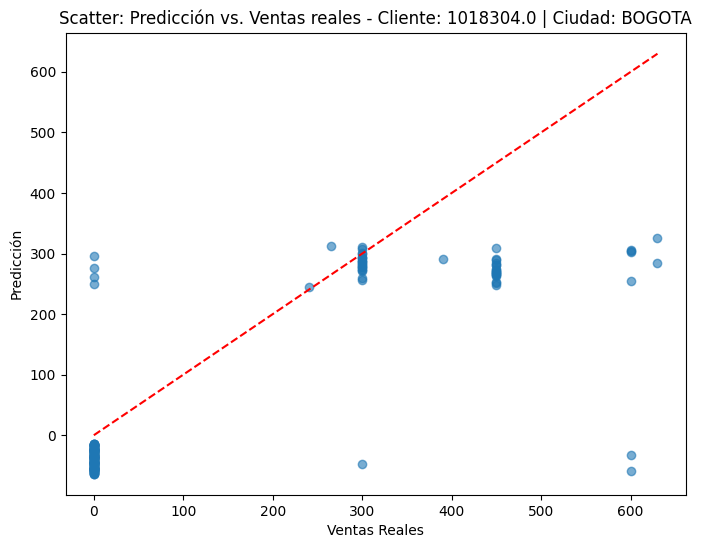 Scatter: Predicción vs. Ventas reales - Cliente: 1018304.0 | Ciudad: BOGOTA
600
500
400
300
200
100
0
Predicción
0 100 200 300 400 500 600
Ventas Reales